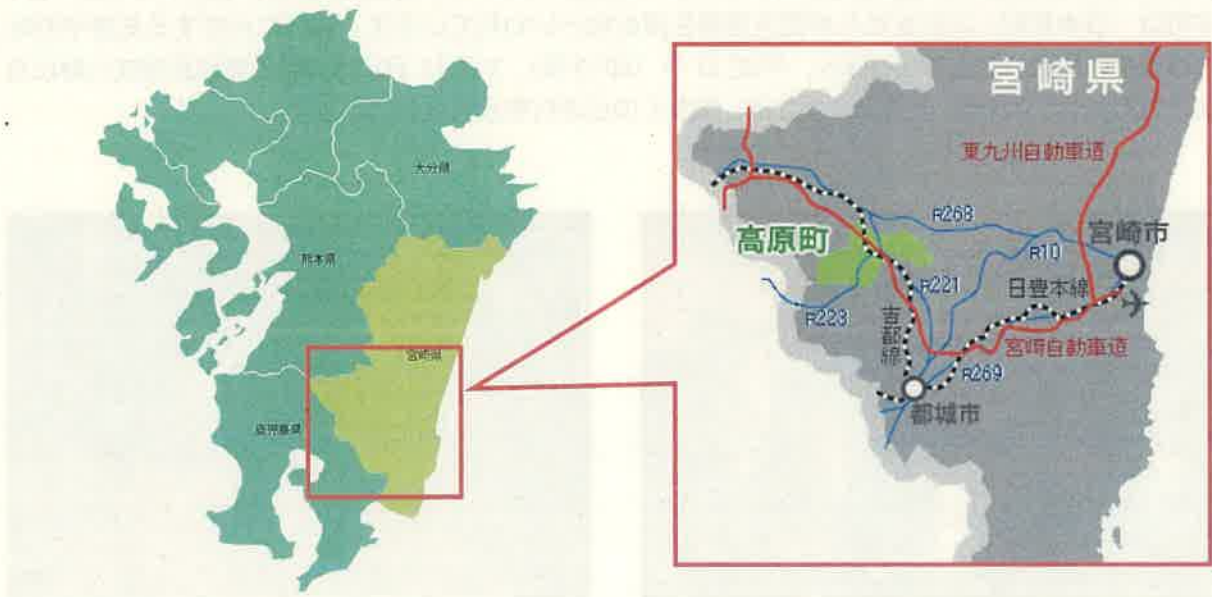 大分県
熊本県
宮崎県
鹿児島県
宮崎県
東九州自動車道
R268
宮崎市
高原町
R10
R221
日豊本線
R223
吉都線
宮崎自動車道
R269
都城市